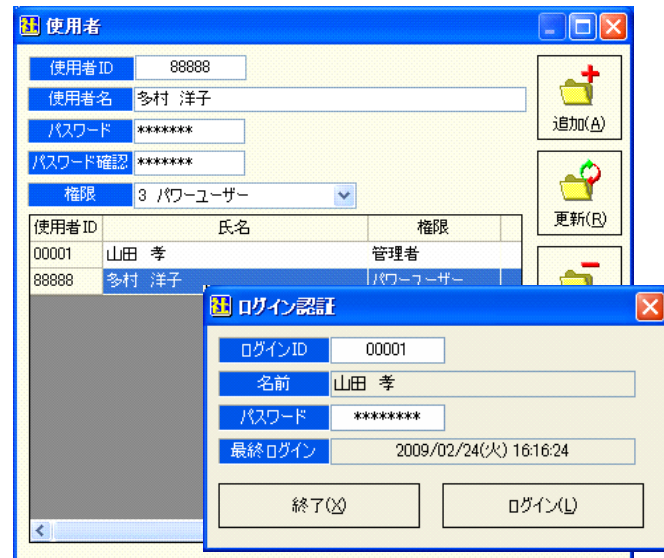 社 使用者
使用者ID 88888
使用者名 多村 洋子
パスワード *******
パスワード確認 *******
権限 3 パワーユーザー
追加(A)
更新(R)
使用者ID 氏名 権限
00001 山田 孝 管理者
88888 多村 洋子 パワーユーザー
社 ログイン認証
ログインID 00001
名前 山田 孝
パスワード ********
最終ログイン 2009/02/24(火) 16:16:24
終了(X) ログイン(L)